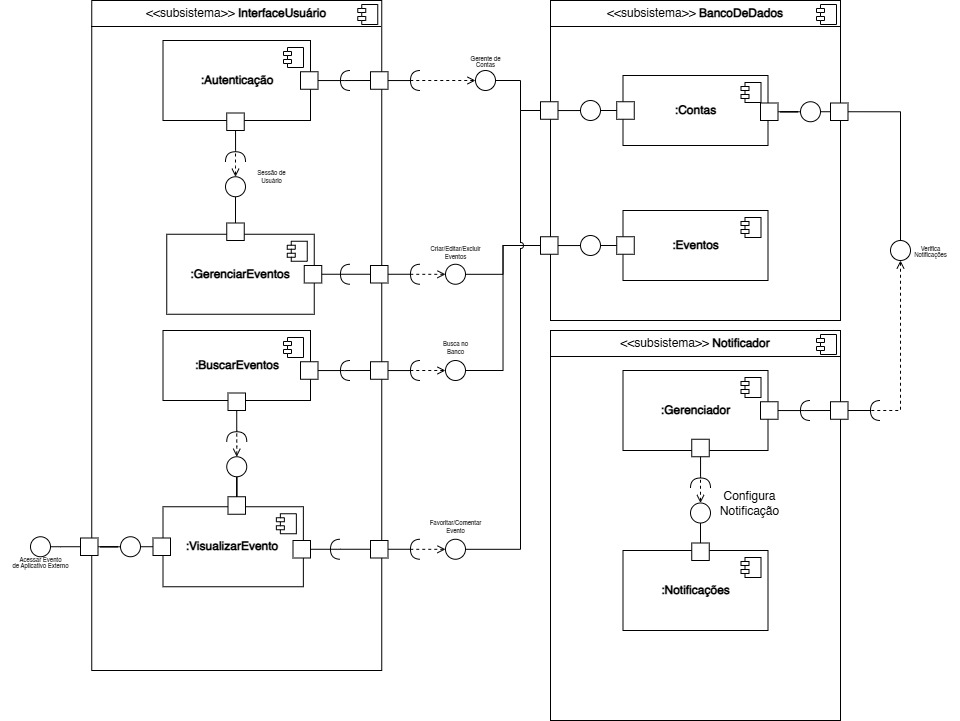 <<subsistema>> InterfaceUsuário
<<subsistema>> BancoDeDados
:Autenticação
Gerente de
Contas
:Contas
Sessão de
Usuário
:GerenciarEventos
Criar/Editar/Excluir
Eventos
:Eventos
Verifica
Notificações
:BuscarEventos
Busca no
Banco
<<subsistema>> Notificador
:Gerenciador
Configura
Notificação
:VisualizarEvento
Favoritar/Comentar
Evento
Acessar Evento
de Aplicativo Externo
:Notificações